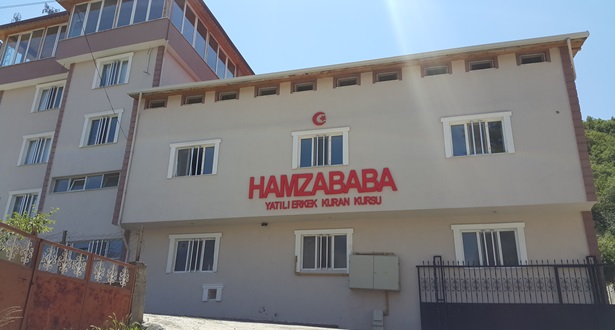 HAMZABABA
YATILI ERKEK KURAN KURSU